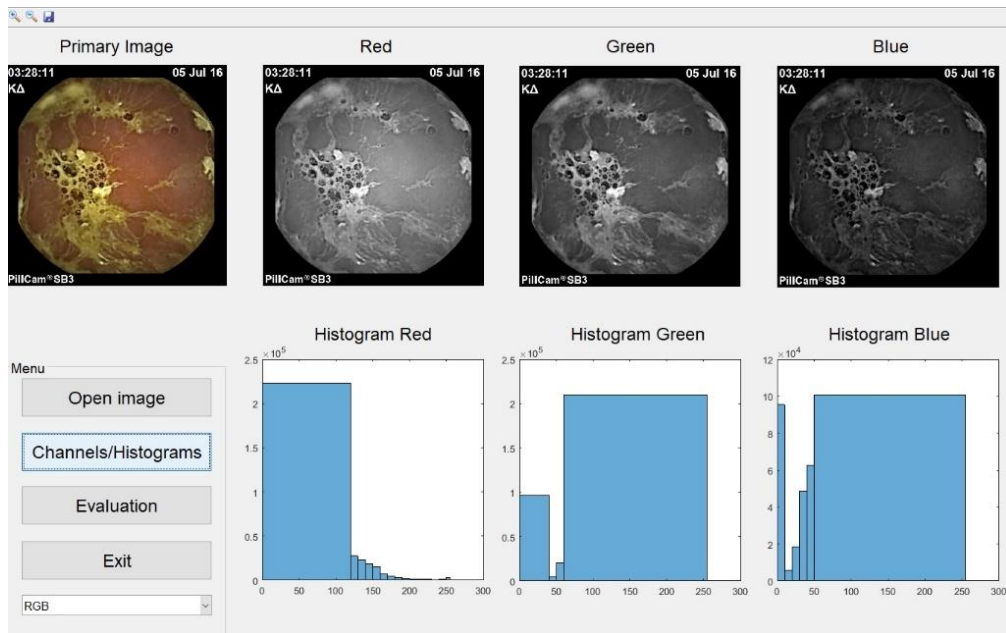 Primary Image
Red
Green
Blue
03:28:11 05 Jul 16
ΚΔ
PillCam®SB3
03:28:11 05 Jul 16
ΚΔ
PillCam®SB3
03:28:11 05 Jul 16
ΚΔ
PillCam®SB3
03:28:11 05 Jul 16
ΚΔ
PillCam®SB3
Menu
Open image
Channels/Histograms
Evaluation
Exit
RGB
Histogram Red
×10⁵
2.5
2
1.5
1
0.5
0
0 50 100 150 200 250 300
Histogram Green
×10⁵
2.5
2
1.5
1
0.5
0
0 50 100 150 200 250 300
Histogram Blue
×10⁴
12
10
8
6
4
2
0
0 50 100 150 200 250 300